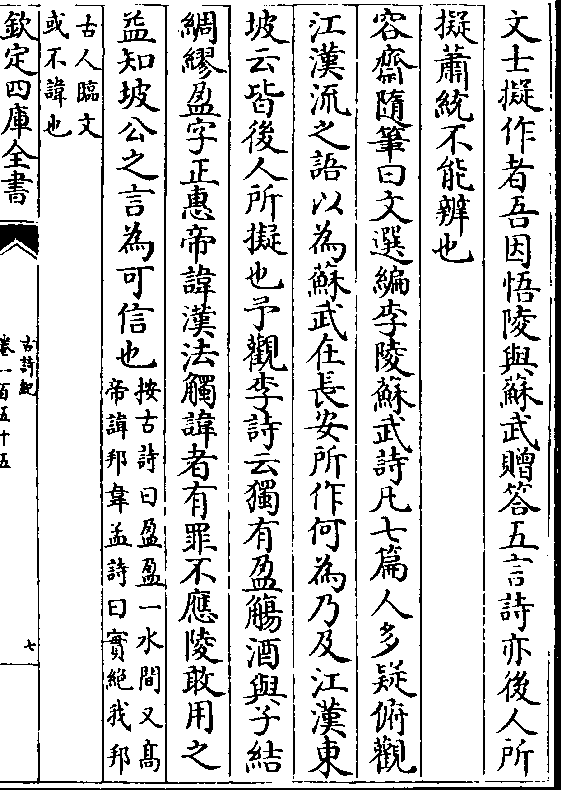 文士擬作者吾因悟陵與蘇武贈答五言詩亦後人所
擬蕭統不能辨也
容齋隨筆曰文選編李陵蘇武詩凡七篇人多疑俯觀
江漢流之語以為蘇武在長安所作何為乃及江漢東
坡云皆後人所擬也予觀李詩云獨有盈觴酒與子結
綢繆盈字正惠帝諱漢法觸諱者有罪不應陵敢用之
益知坡公之言為可信也
按古詩曰盈盈一水間又高
帝諱邦韋孟詩曰實絕我邦
古人臨文
或不諱也
欽定四庫全書
古詩紀
卷一百五十五
七